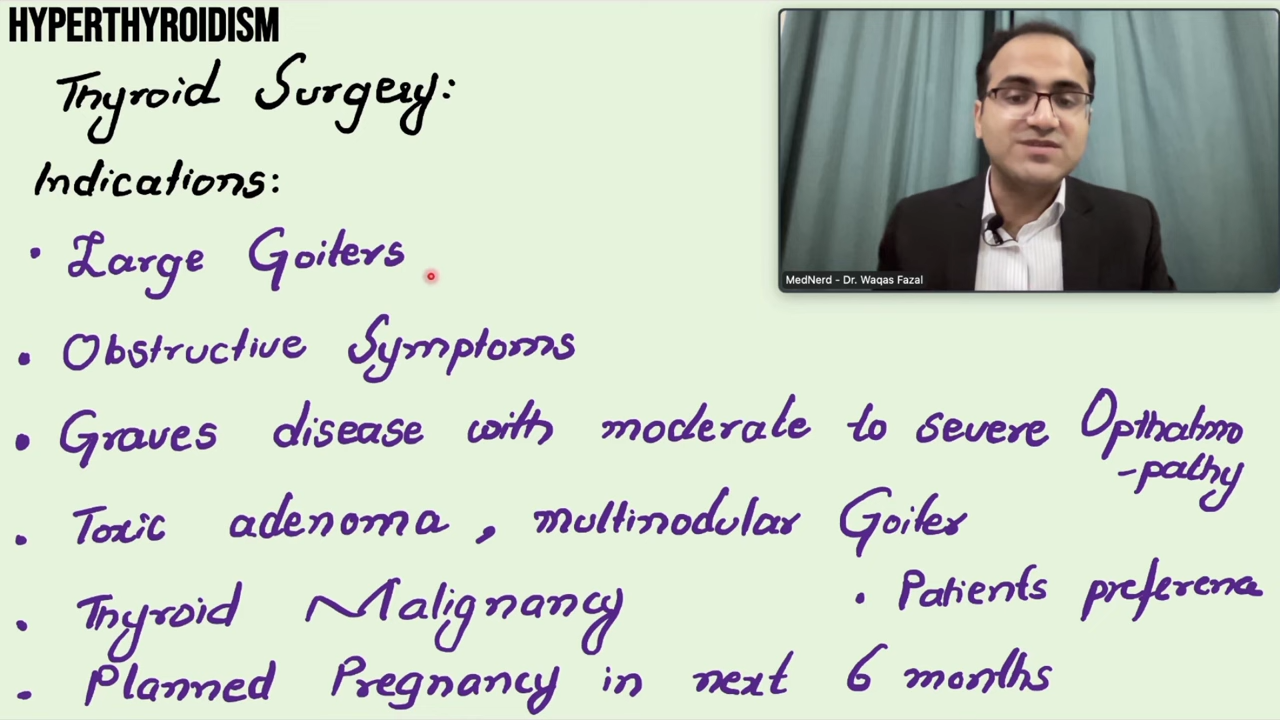 HYPERTHYROIDISM
Thyroid Surgery:
Indications:
• Large Goiters
• Obstructive Symptoms
• Graves disease with moderate to severe Opthalmo
-pathy
• Toxic adenoma, multinodular Goiter
• Thyroid Malignancy
• Patients preference
• Planned Pregnancy in next 6 months
MedNerd - Dr. Waqas Fazal